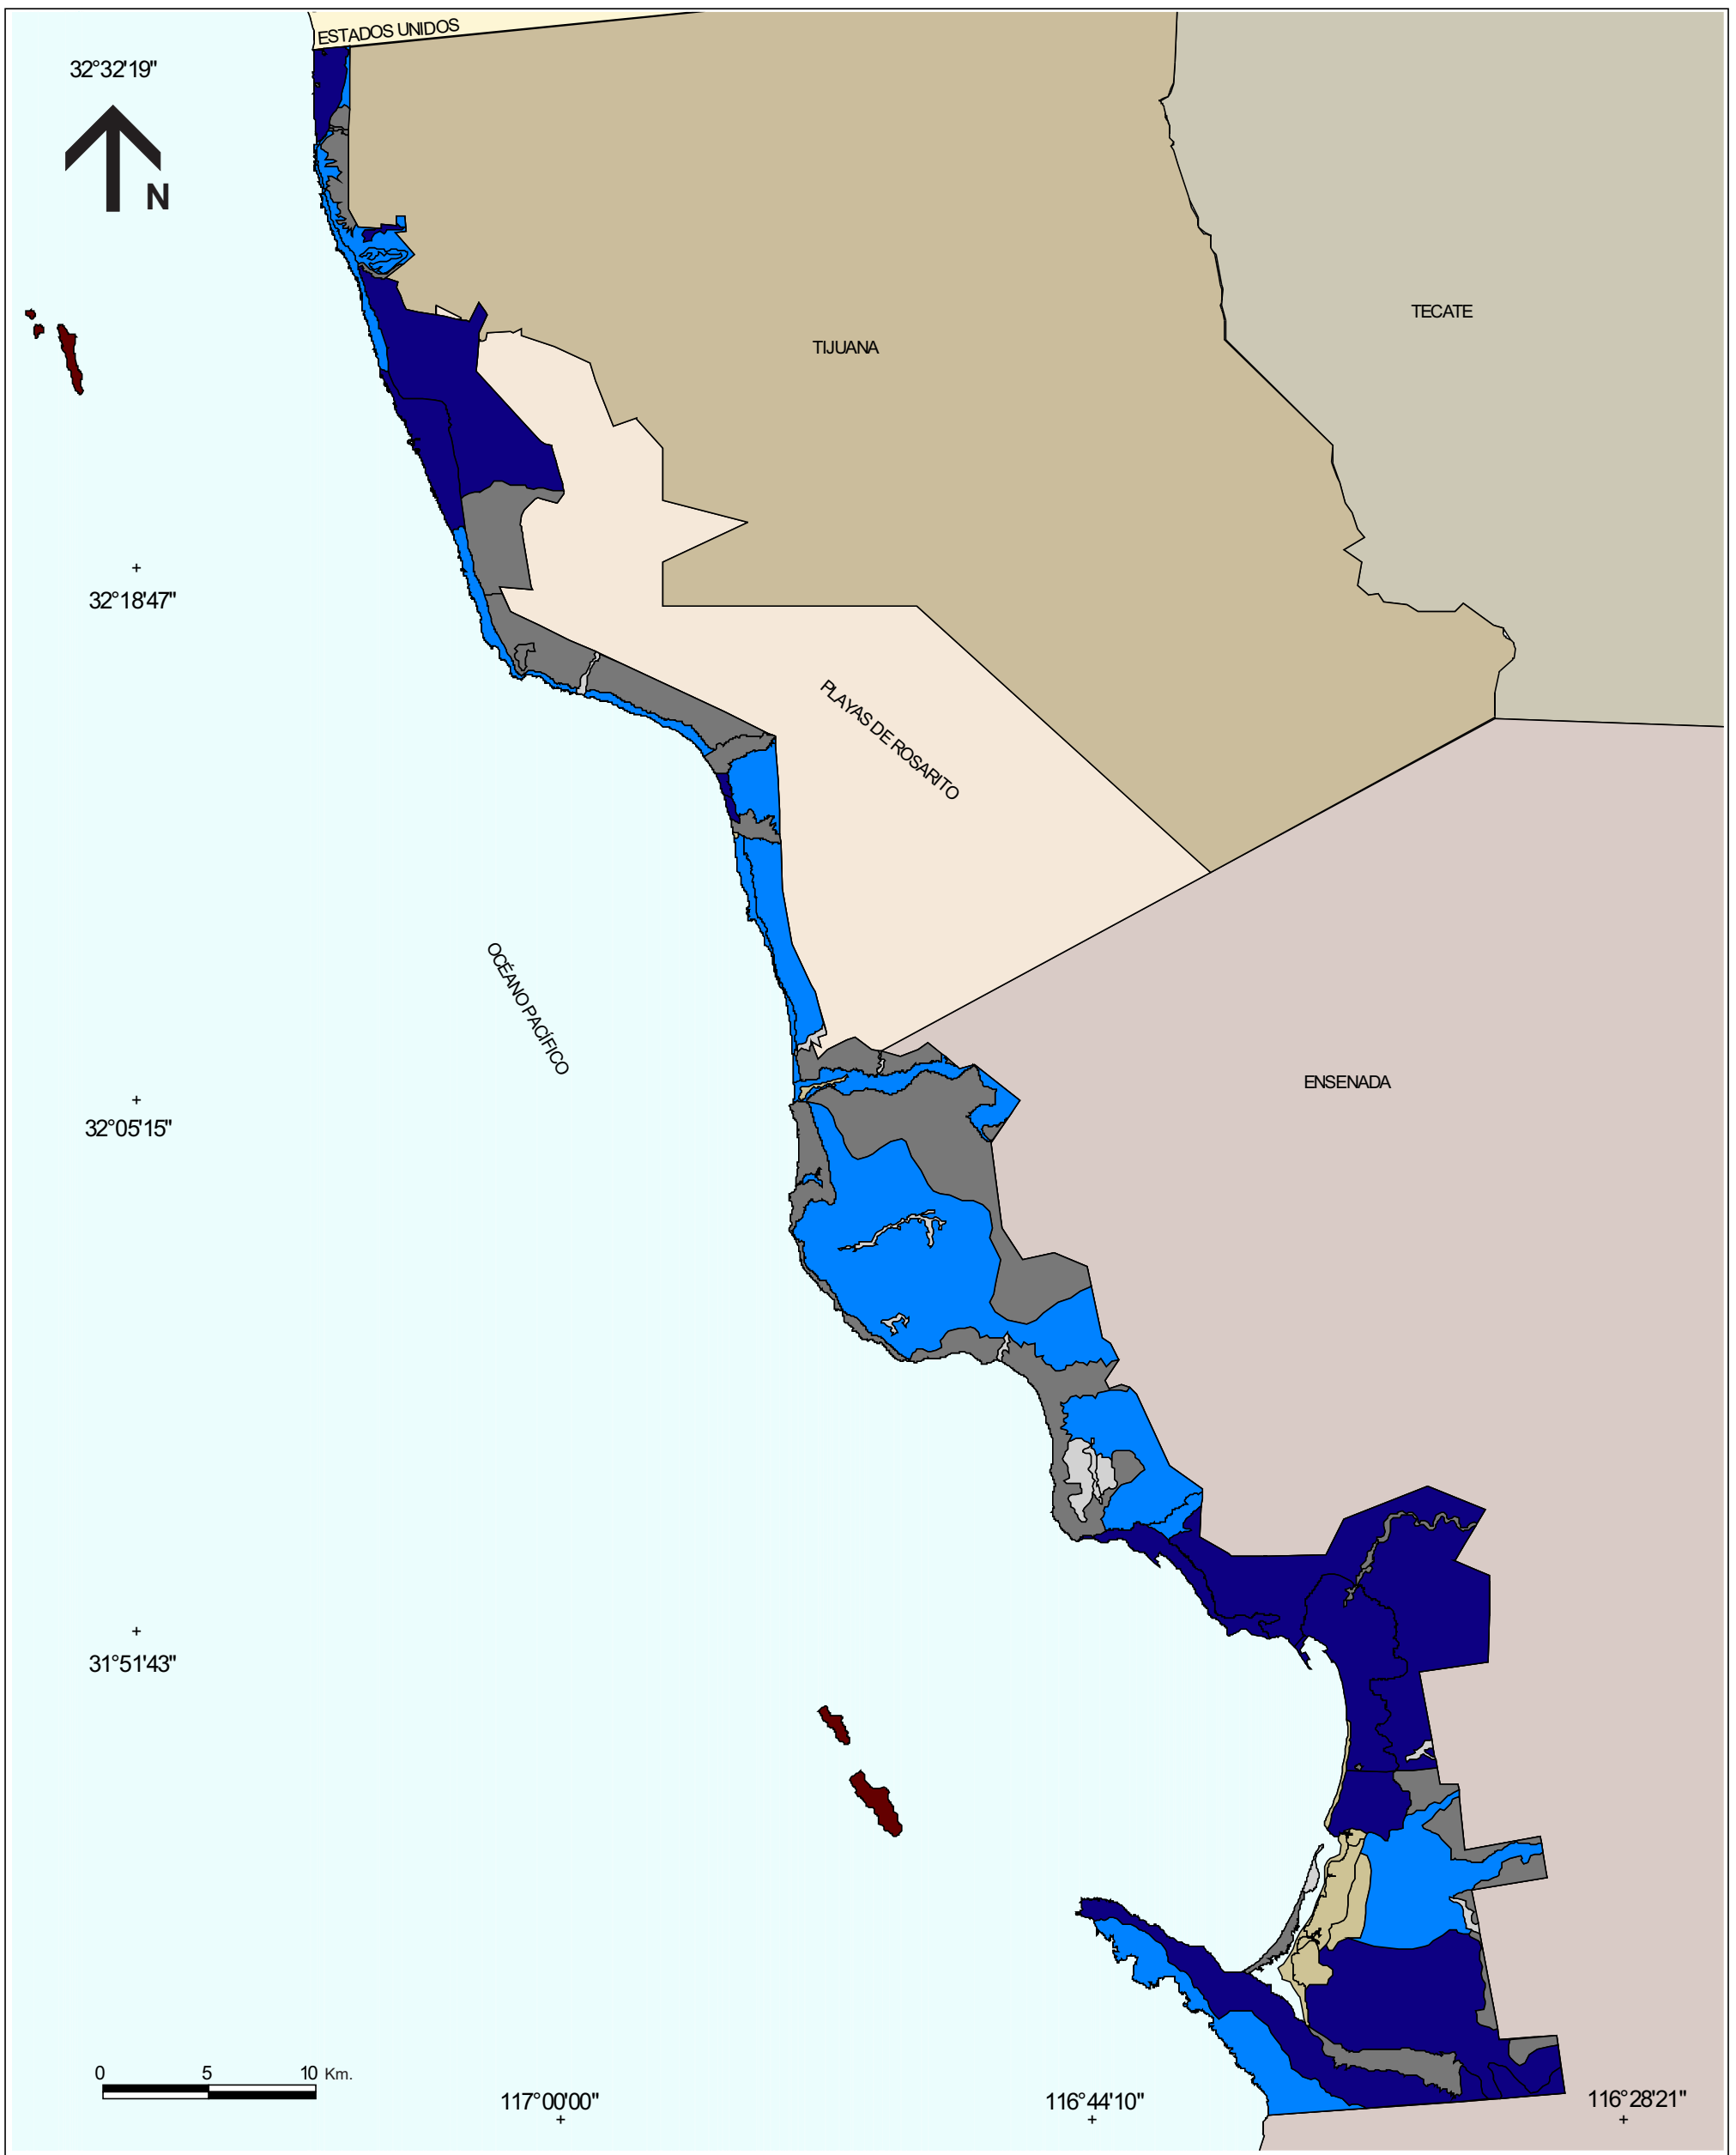 ESTADOS UNIDOS
32°32'19"
N
TECATE
TIJUANA
32°18'47"
PLAYAS DE ROSARITO
OCÉANO PACÍFICO
ENSENADA
32°05'15"
31°51'43"
0 5 10 Km.
117°00'00"
116°44'10"
116°28'21"